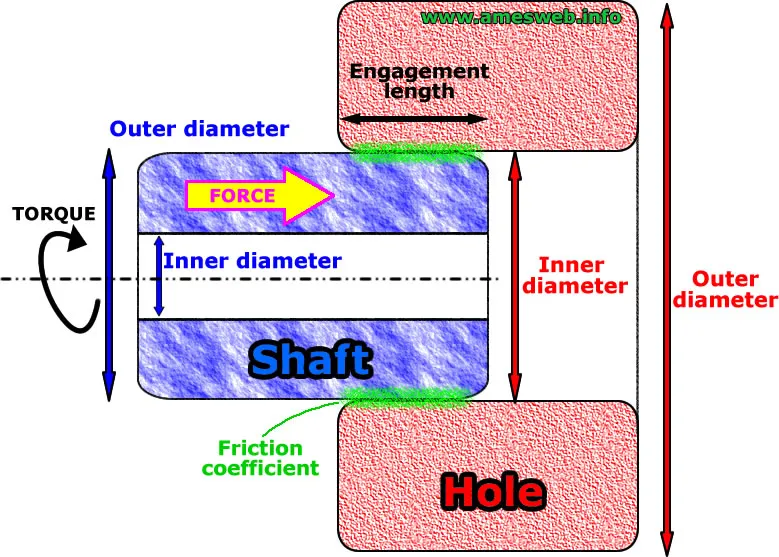 www.amesweb.info
Engagement
length
Outer diameter
FORCE
TORQUE
Inner diameter
Inner
diameter
Outer
diameter
Shaft
Friction
coefficient
Hole